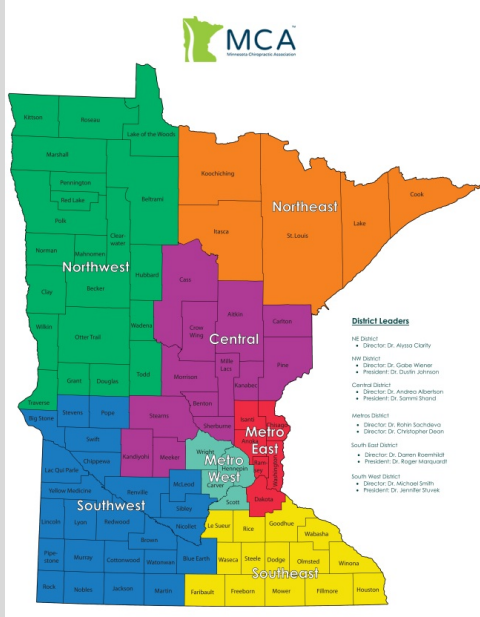 MCA
Minnesota Chiropractic Association
Kittson
Roseau
Lake of the Woods
Marshall
Koochiching
Pennington
Red Lake
Beltrami
Cook
Polk
Northeast
Itasca
St. Louis
Lake
Clear-
water
Norman
Mahnomen
Northwest
Hubbard
Cass
Clay
Becker
Aitkin
Carlton
Wilkin
Otter Trail
Wadena
Crow
Wing
Central
Mille
Lacs
Pine
Grant
Douglas
Todd
Morrison
Kanabec
Traverse
Big Stone
Stevens
Pope
Stearns
Benton
Sherburne
Isanti
Chisago
Anoka
Metro
East
Swift
Kandiyohi
Meeker
Wright
Metro
West
Hennepin
Ram-
sey
Washington
Lac Qui Parle
Chippewa
Carver
Yellow Medicine
Renville
McLeod
Scott
Dakota
Southwest
Sibley
Lincoln
Lyon
Redwood
Nicollet
Le Sueur
Rice
Goodhue
Wabasha
Brown
Pipe-
stone
Murray
Cottonwood
Watonwan
Blue Earth
Waseca
Steele
Dodge
Olmsted
Winona
Southeast
Rock
Nobles
Jackson
Martin
Faribault
Freeborn
Mower
Fillmore
Houston
District Leaders
NE District
• Director: Dr. Alyssa Clarity
NW District
• Director: Dr. Gabe Wiener
• President: Dr. Dustin Johnson
Central District
• Director: Dr. Andrea Albertson
• President: Dr. Sammi Shand
Metros District
• Director: Dr. Rohin Sachdeva
• Director: Dr. Christopher Dean
South East District
• Director: Dr. Darren Raemhildt
• President: Dr. Roger Marquardt
South West District
• Director: Dr. Michael Smith
• President: Dr. Jennifer Stuvek